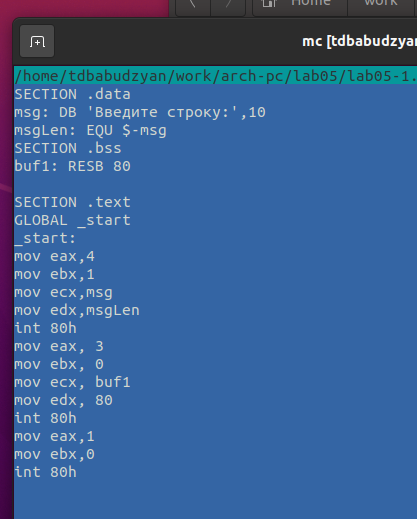 Home
work
mc [tdbabudzyan
/home/tdbabudzyan/work/arch-pc/lab05/lab05-1.
SECTION .data
msg: DB 'Введите строку:',10
msgLen: EQU $-msg
SECTION .bss
buf1: RESB 80
SECTION .text
GLOBAL _start
_start:
mov eax,4
mov ebx,1
mov ecx,msg
mov edx,msgLen
int 80h
mov eax, 3
mov ebx, 0
mov ecx, buf1
mov edx, 80
int 80h
mov eax,1
mov ebx,0
int 80h